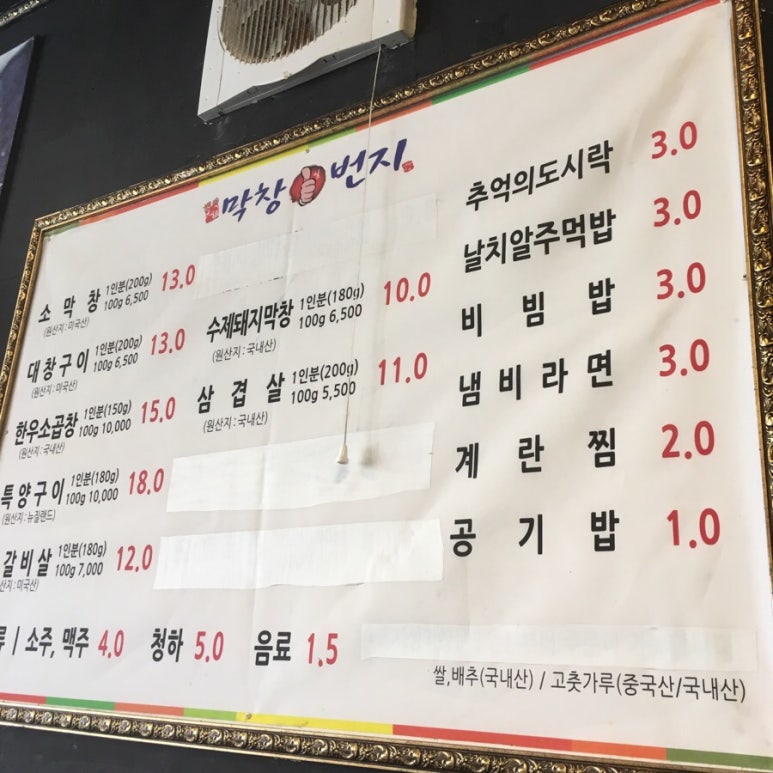 막창 번지
소 막 창 1인분(200g) 100g 6,500 13.0
(원산지 : 미국산)
대 창 구 이 1인분(200g) 100g 6,500 13.0
(원산지 : 미국산)
한우소곱창 1인분(150g) 100g 10,000 15.0
(원산지 : 국내산)
특 양 구 이 1인분(180g) 100g 10,000 18.0
(원산지 : 뉴질랜드)
갈 비 살 1인분(180g) 100g 7,000 12.0
산지 : 미국산)
수제돼지막창 1인분(180g) 100g 6,500 10.0
(원산지 : 국내산)
삼 겹 살 1인분(200g) 100g 5,500 11.0
(원산지 : 국내산)
추억의도시락 3.0
날치알주먹밥 3.0
비 빔 밥 3.0
냄 비 라 면 3.0
계 란 찜 2.0
공 기 밥 1.0
류 / 소주, 맥주 4.0 청하 5.0 음료 1.5
쌀,배추(국내산) / 고춧가루(중국산/국내산)